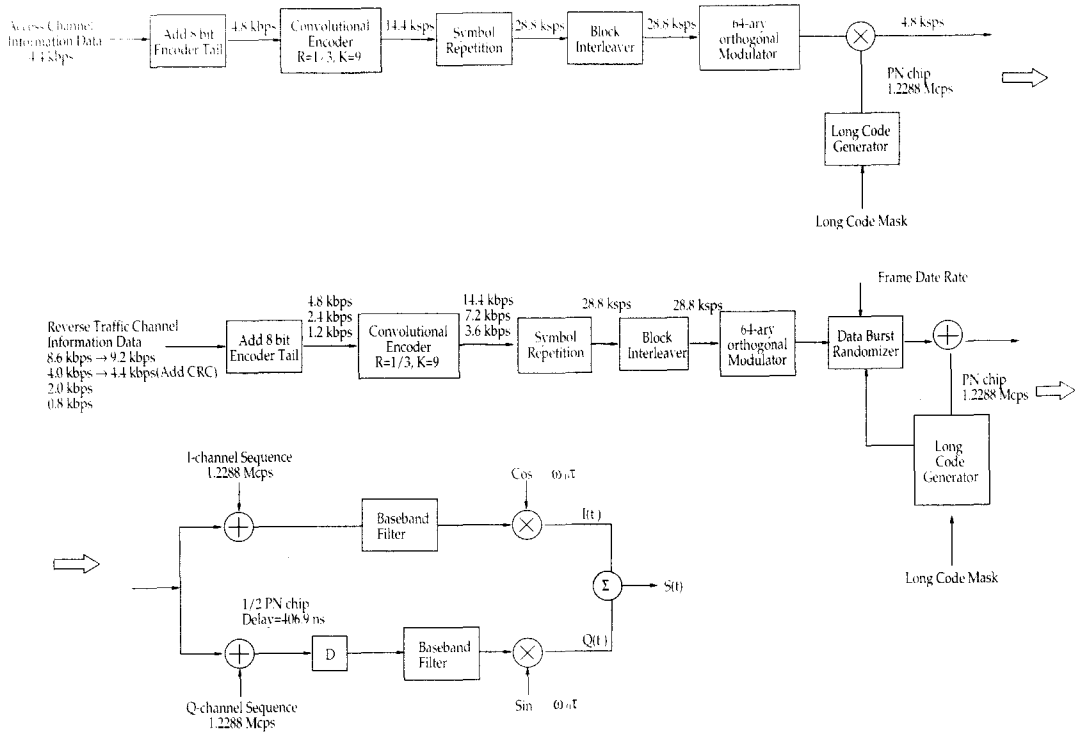 Access Channel
Information Data
4.4 kbps
Add 8 bit
Encoder Tail
4.8 kbps
Convolutional
Encoder
R=1/3, K=9
14.4 ksps
Symbol
Repetition
28.8 ksps
Block
Interleaver
28.8 ksps
64-ary
orthogonal
Modulator
4.8 ksps
PN chip
1.2288 Mcps
Long Code
Generator
Long Code Mask
Reverse Traffic Channel
Information Data
8.6 kbps → 9.2 kbps
4.0 kbps → 4.4 kbps(Add CRC)
2.0 kbps
0.8 kbps
Add 8 bit
Encoder Tail
4.8 kbps
2.4 kbps
1.2 kbps
Convolutional
Encoder
R=1/3, K=9
14.4 kbps
7.2 kbps
3.6 kbps
Symbol
Repetition
28.8 ksps
Block
Interleaver
28.8 ksps
64-ary
orthogonal
Modulator
Frame Date Rate
Data Burst
Randomizer
PN chip
1.2288 Mcps
Long
Code
Generator
Long Code Mask
I-channel Sequence
1.2288 Mcps
Baseband
Filter
Cos
I(t)
Σ
S(t)
1/2 PN chip
Delay=406.9 ns
D
Baseband
Filter
Q(t)
Sin
Q-channel Sequence
1.2288 Mcps